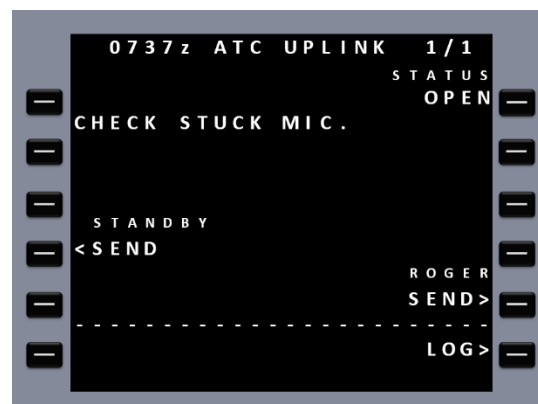 0737z ATC UPLINK 1/1
STATUS
OPEN
CHECK STUCK MIC.
STANDBY
<SEND
ROGER
SEND>
- - - - - - - - - - - - - - - - - - - - - - - -
LOG>